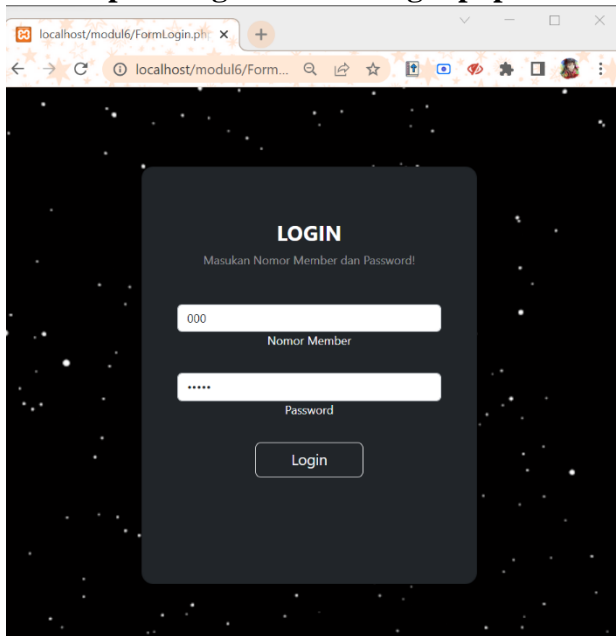 localhost/modul6/FormLogin.ph
localhost/modul6/Form...
LOGIN
Masukan Nomor Member dan Password!
000
Nomor Member
•••••
Password
Login